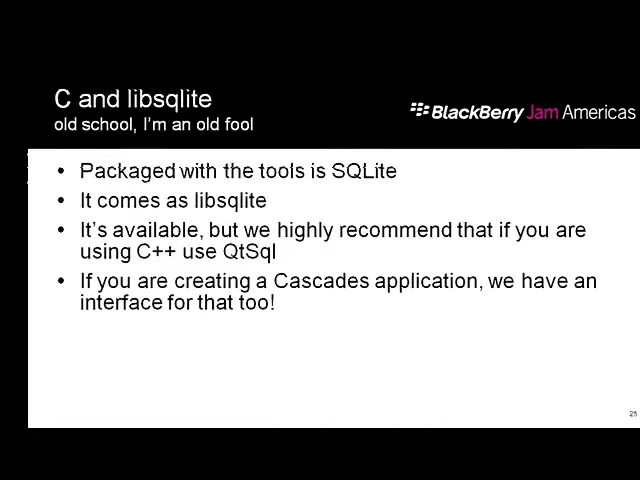 C and libsqlite
old school, I'm an old fool
BlackBerry Jam Americas
• Packaged with the tools is SQLite
• It comes as libsqlite
• It's available, but we highly recommend that if you are
using C++ use QtSql
• If you are creating a Cascades application, we have an
interface for that too!
25